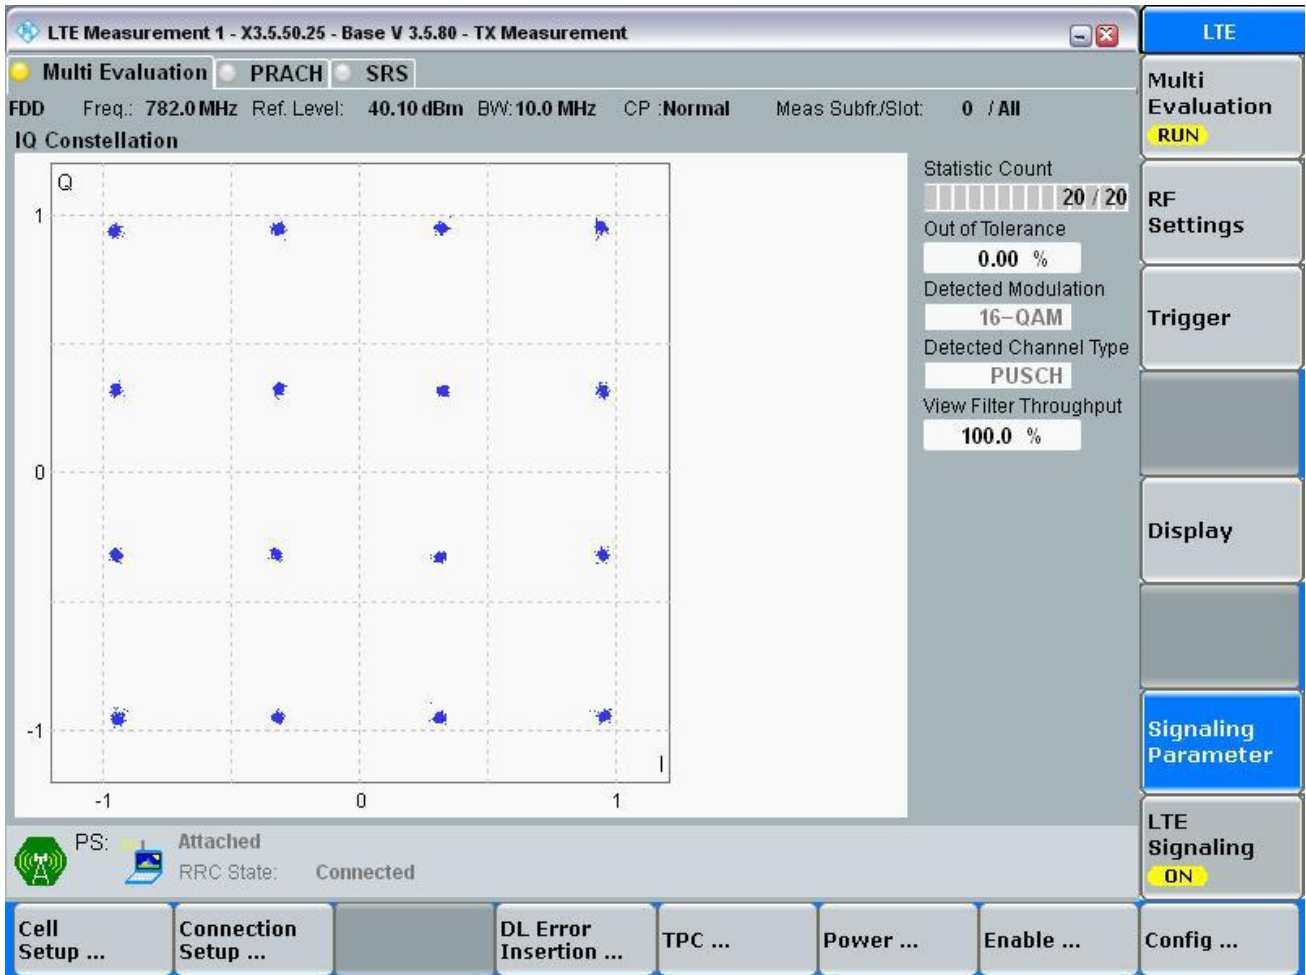 LTE Measurement 1 - X3.5.50.25 - Base V 3.5.80 - TX Measurement
LTE
Multi Evaluation PRACH SRS
FDD Freq.: 782.0 MHz Ref. Level: 40.10 dBm BW: 10.0 MHz CP :Normal Meas Subfr./Slot: 0 / All
IQ Constellation
Q
1
0
-1
-1 0 1
I
Statistic Count
20 / 20
Out of Tolerance
0.00 %
Detected Modulation
16-QAM
Detected Channel Type
PUSCH
View Filter Throughput
100.0 %
Multi
Evaluation
RUN
RF
Settings
Trigger
Display
Signaling
Parameter
LTE
Signaling
ON
PS: Attached
RRC State: Connected
Cell
Setup ...
Connection
Setup ...
DL Error
Insertion ...
TPC ...
Power ...
Enable ...
Config ...